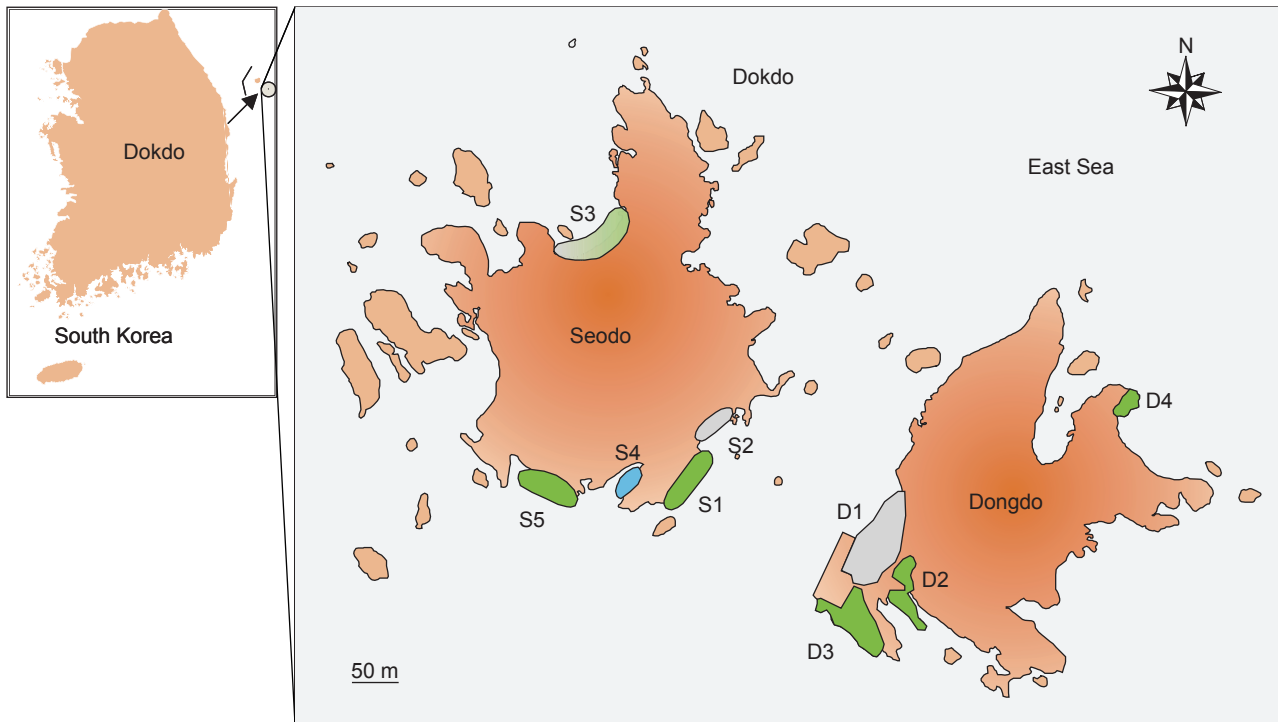 Dokdo
South Korea
Dokdo
N
East Sea
S3
Seodo
S4
S2
S1
S5
D4
Dongdo
D1
D2
D3
50 m